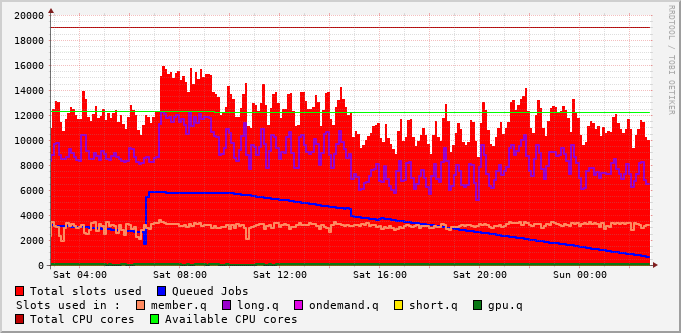 20000
18000
16000
14000
12000
10000
8000
6000
4000
2000
0
Sat 04:00 Sat 08:00 Sat 12:00 Sat 16:00 Sat 20:00 Sun 00:00
RRDTOOL / TOBI OETIKER
Total slots used Queued Jobs
Slots used in : member.q long.q ondemand.q short.q gpu.q
Total CPU cores Available CPU cores